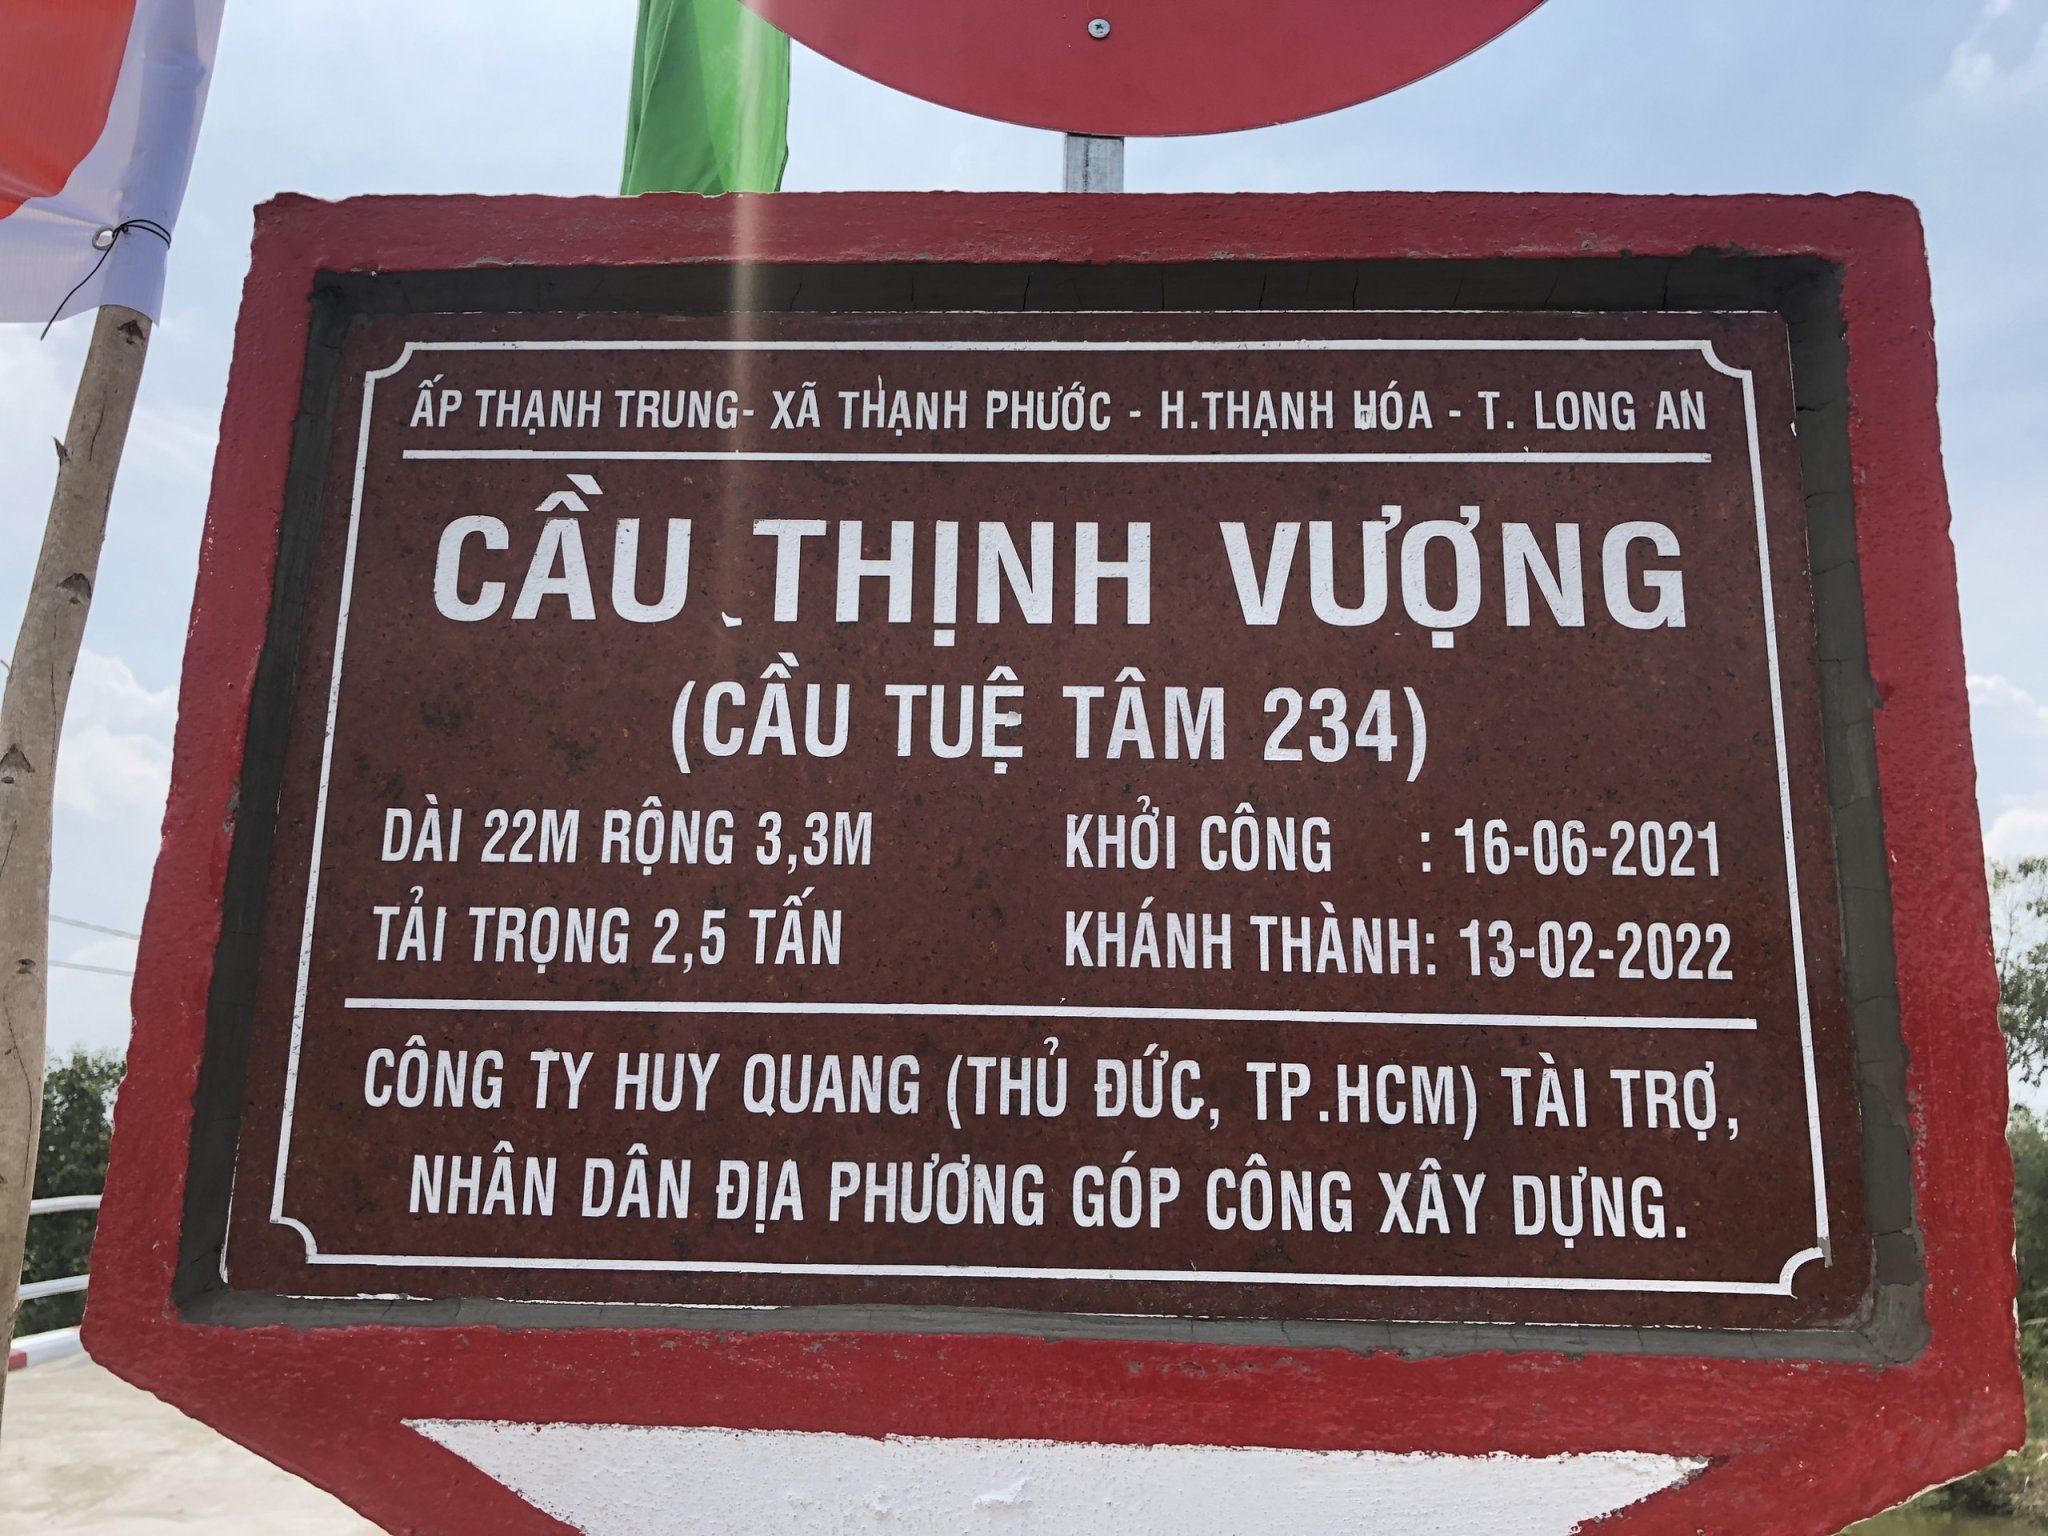 ẤP THẠNH TRUNG- XÃ THẠNH PHƯỚC - H.THẠNH HÓA - T. LONG AN
CẦU THỊNH VƯỢNG
(CẦU TUỆ TÂM 234)
DÀI 22M RỘNG 3,3M KHỞI CÔNG : 16-06-2021
TẢI TRỌNG 2,5 TẤN KHÁNH THÀNH: 13-02-2022
CÔNG TY HUY QUANG (THỦ ĐỨC, TP.HCM) TÀI TRỢ,
NHÂN DÂN ĐỊA PHƯƠNG GÓP CÔNG XÂY DỰNG.